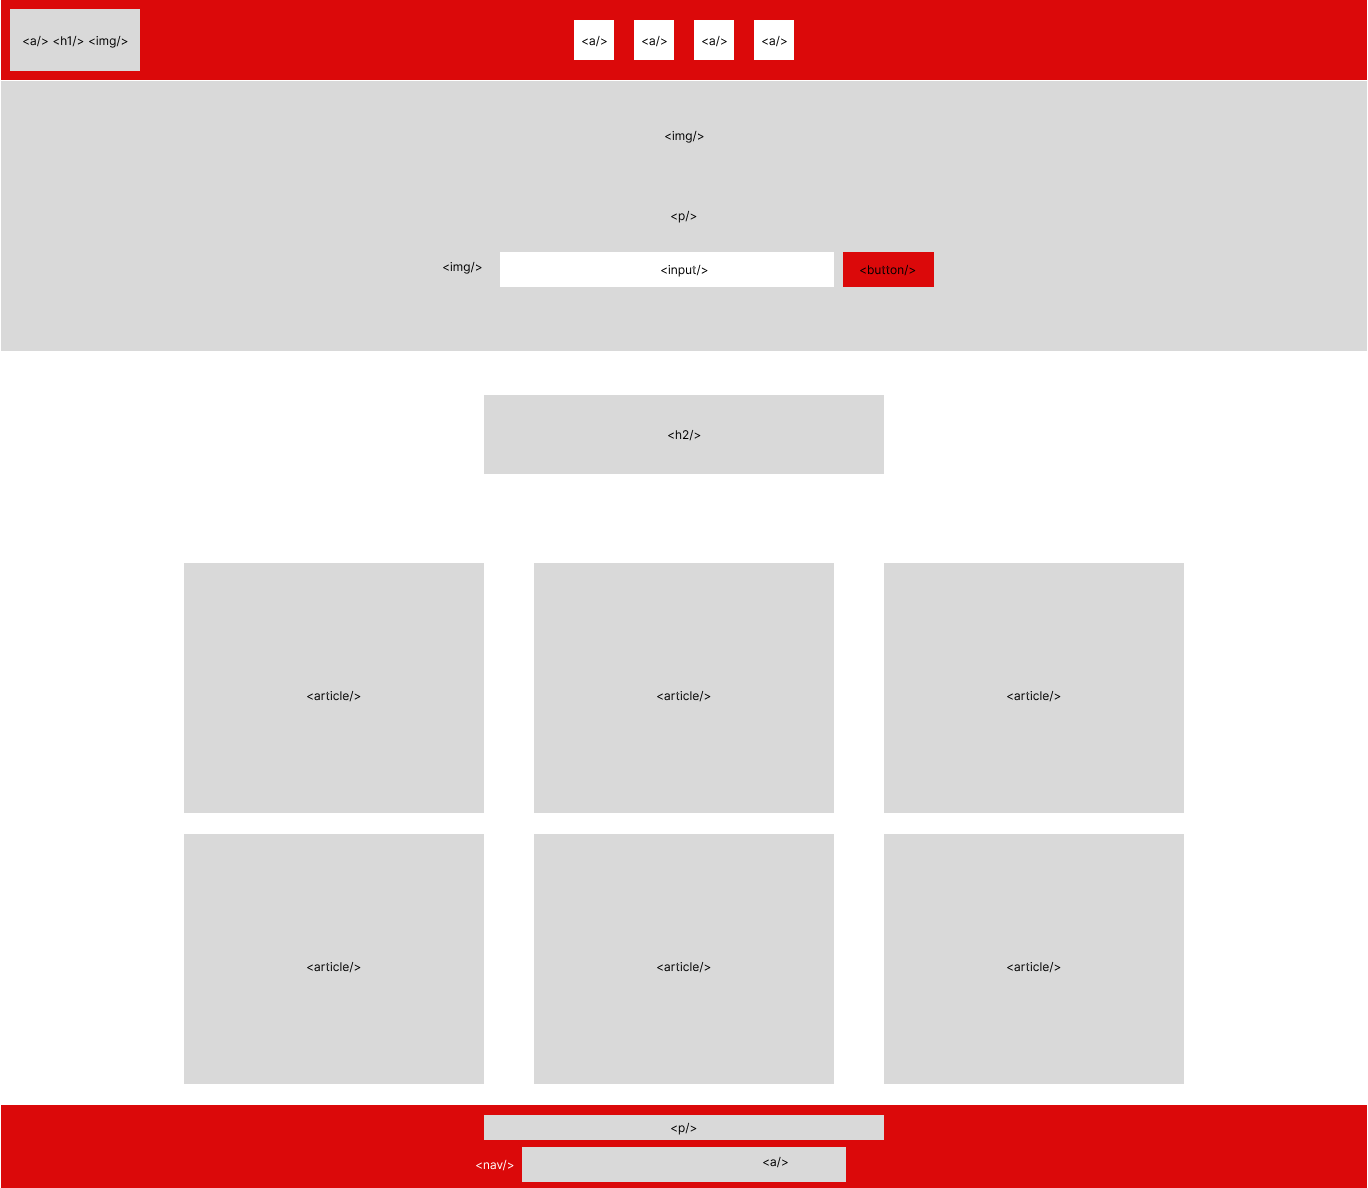 <a/> <h1/> <img/>
<a/> <a/> <a/> <a/>
<img/>
<p/>
<img/> <input/> <button/>
<h2/>
<article/> <article/> <article/>
<article/> <article/> <article/>
<p/>
<nav/> <a/>